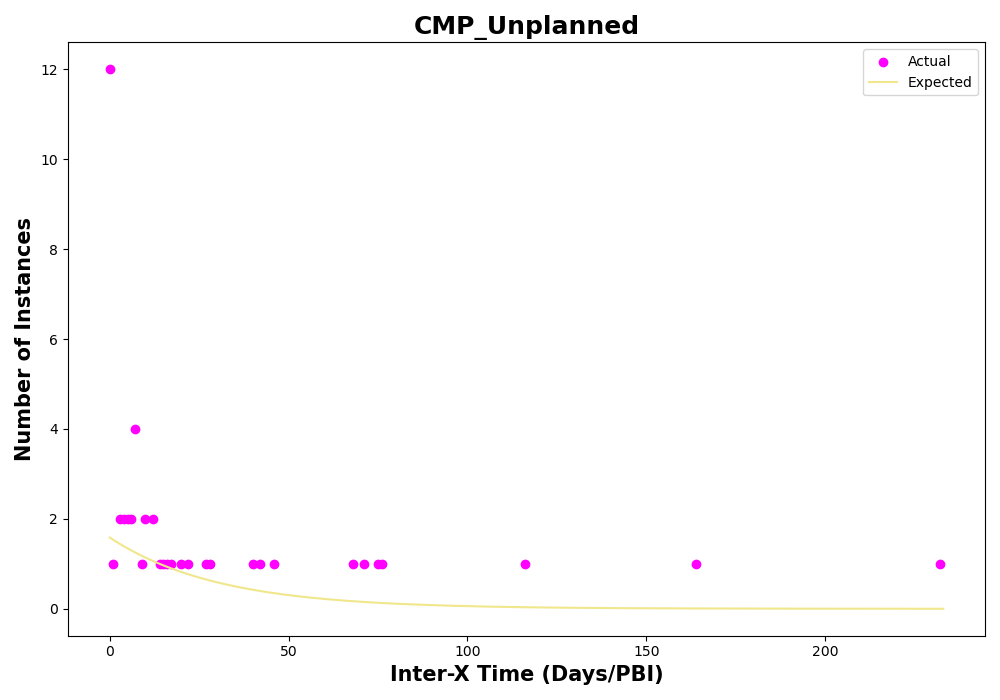 CMP_Unplanned
Actual
Expected
12
10
8
6
4
2
0
Number of Instances
0 50 100 150 200
Inter-X Time (Days/PBI)